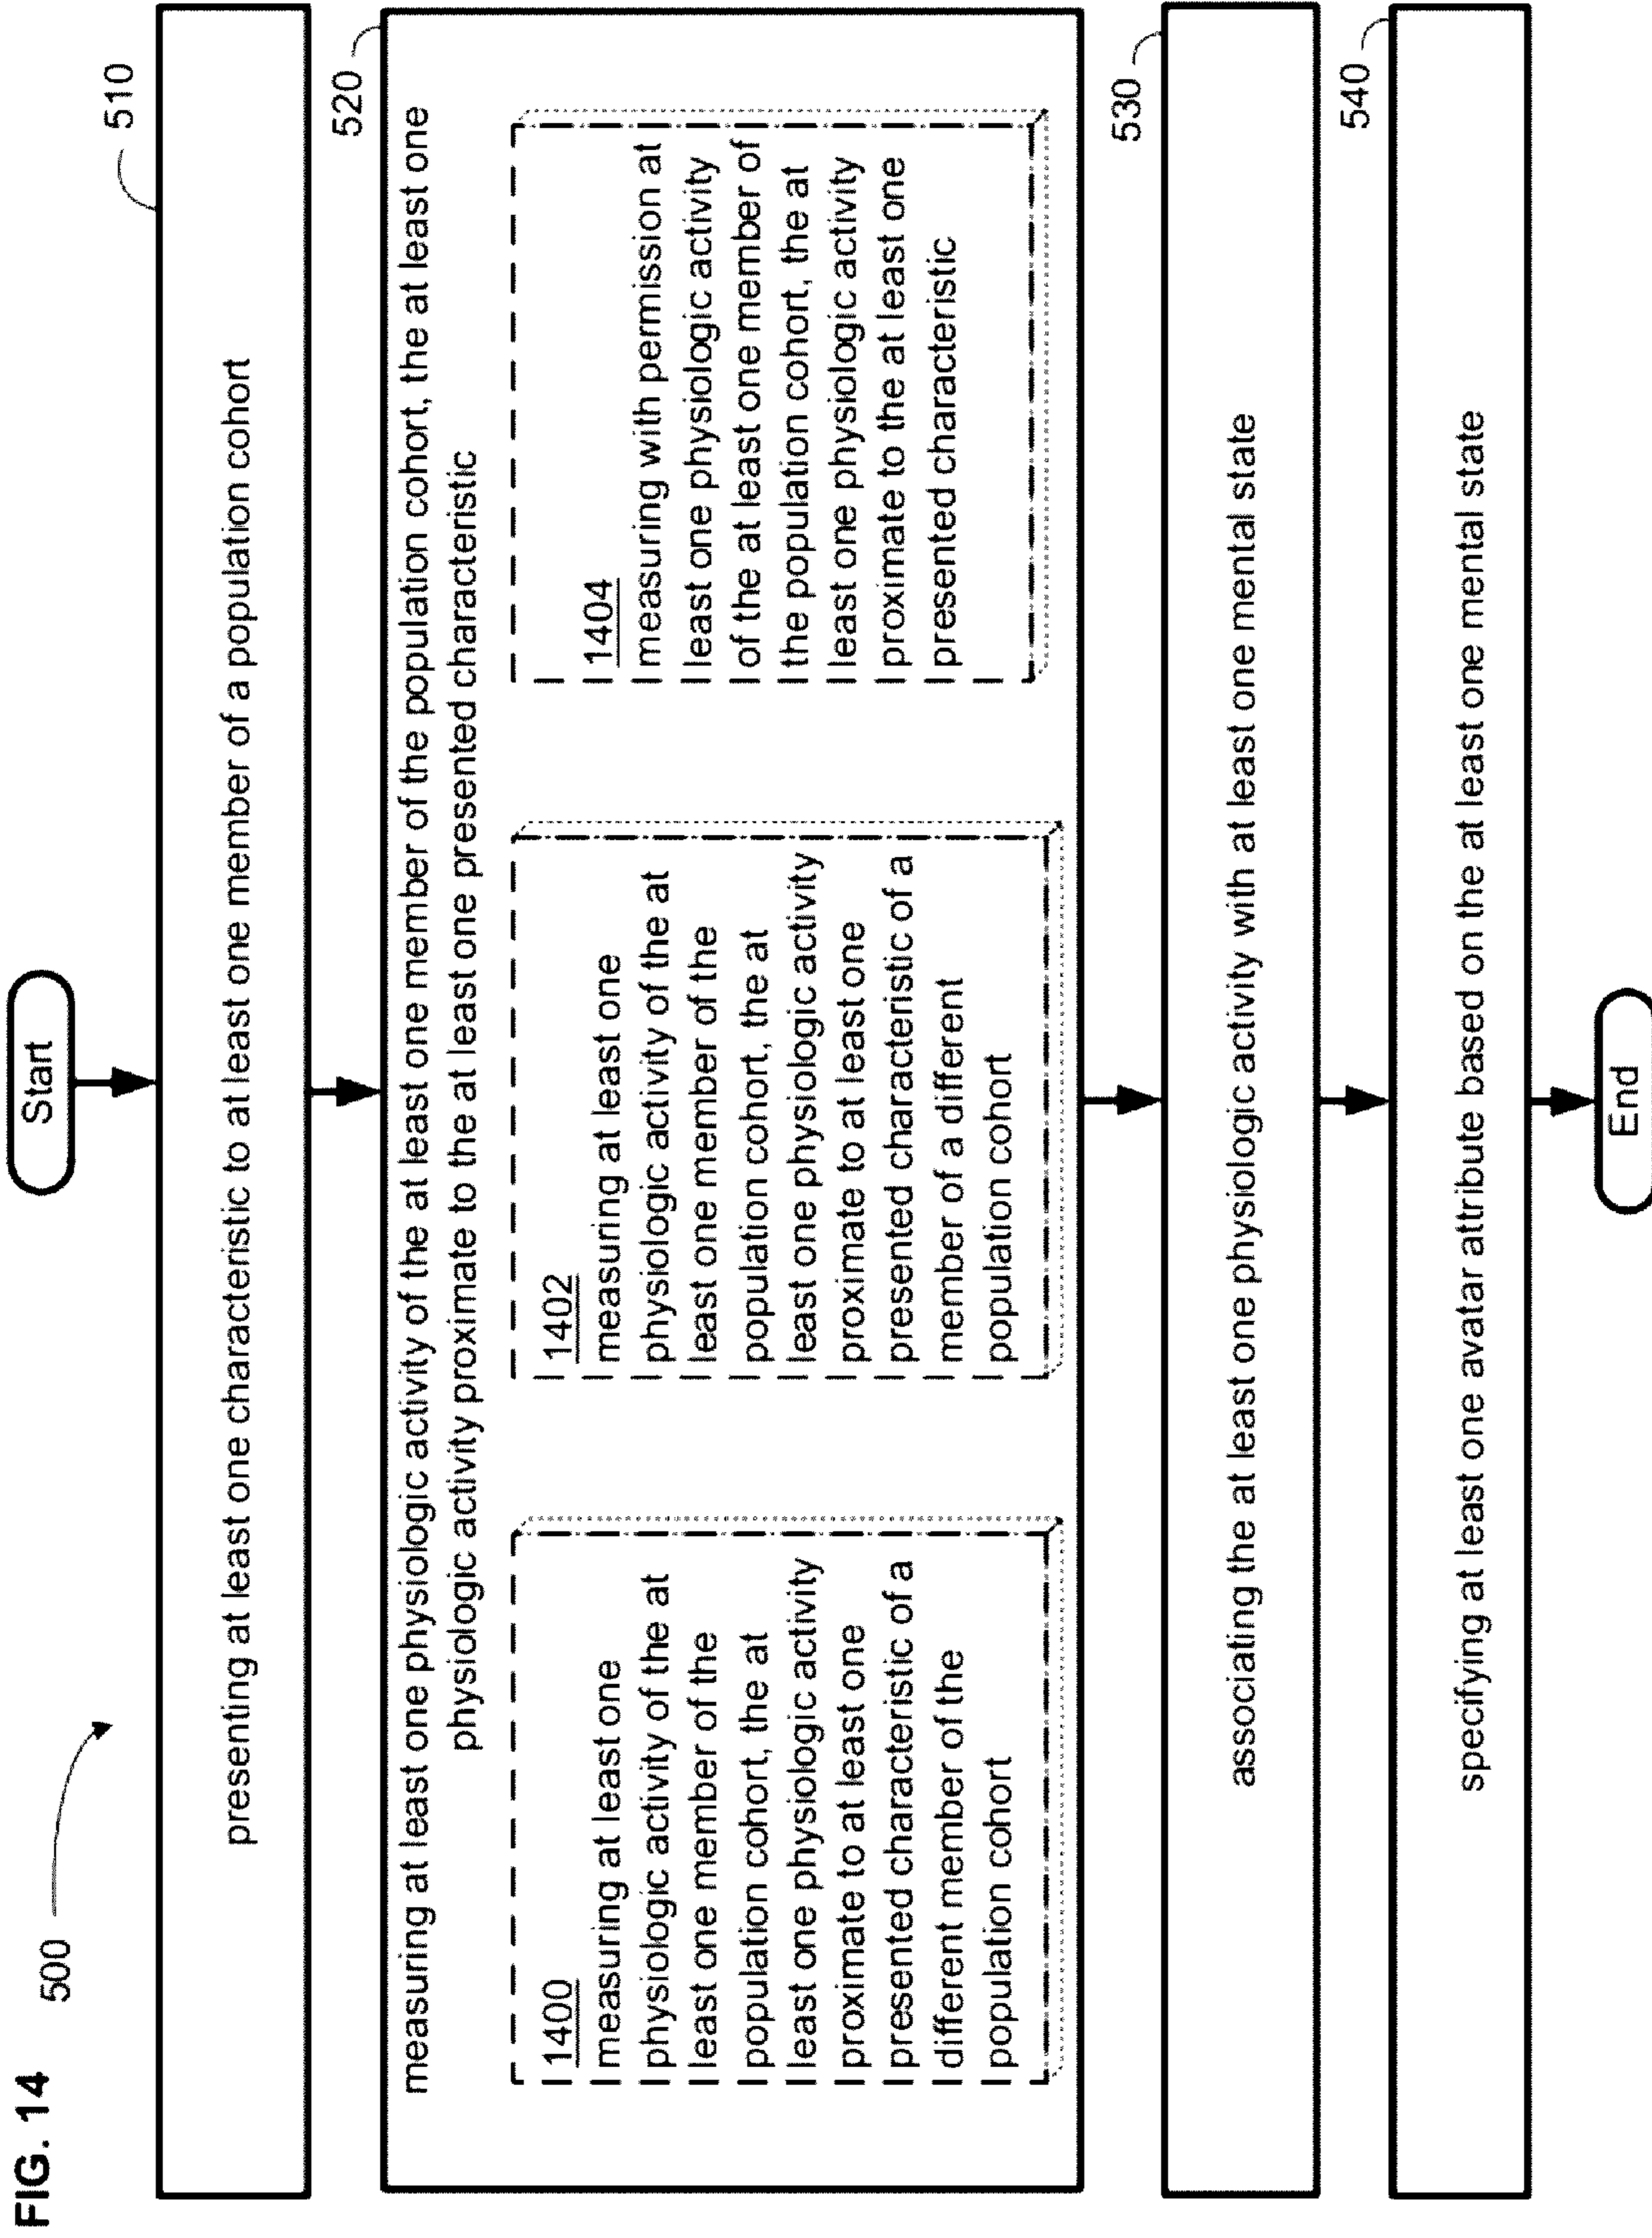 FIG. 14
500
Start
510
presenting at least one characteristic to at least one member of a population cohort
520
measuring at least one physiologic activity of the at least one member of the population cohort, the at least one
physiologic activity proximate to the at least one presented characteristic
1400
measuring at least one
physiologic activity of the at
least one member of the
population cohort, the at
least one physiologic activity
proximate to at least one
presented characteristic of a
different member of the
population cohort
1402
measuring at least one
physiologic activity of the at
least one member of the
population cohort, the at
least one physiologic activity
proximate to at least one
presented characteristic of a
member of a different
population cohort
1404
measuring with permission at
least one physiologic activity
of the at least one member of
the population cohort, the at
least one physiologic activity
proximate to the at least one
presented characteristic
530
associating the at least one physiologic activity with at least one mental state
540
specifying at least one avatar attribute based on the at least one mental state
End